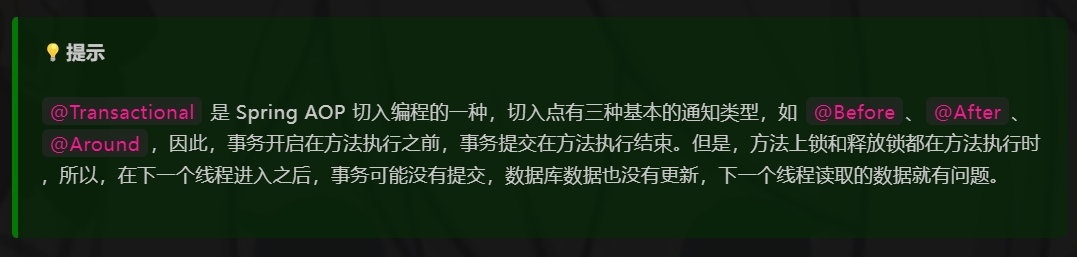 💡提示
@Transactional 是 Spring AOP 切入编程的一种，切入点有三种基本的通知类型，如 @Before 、 @After 、
@Around ，因此，事务开启在方法执行之前，事务提交在方法执行结束。但是，方法上锁和释放锁都在方法执行时
，所以，在下一个线程进入之后，事务可能没有提交，数据库数据也没有更新，下一个线程读取的数据就有问题。